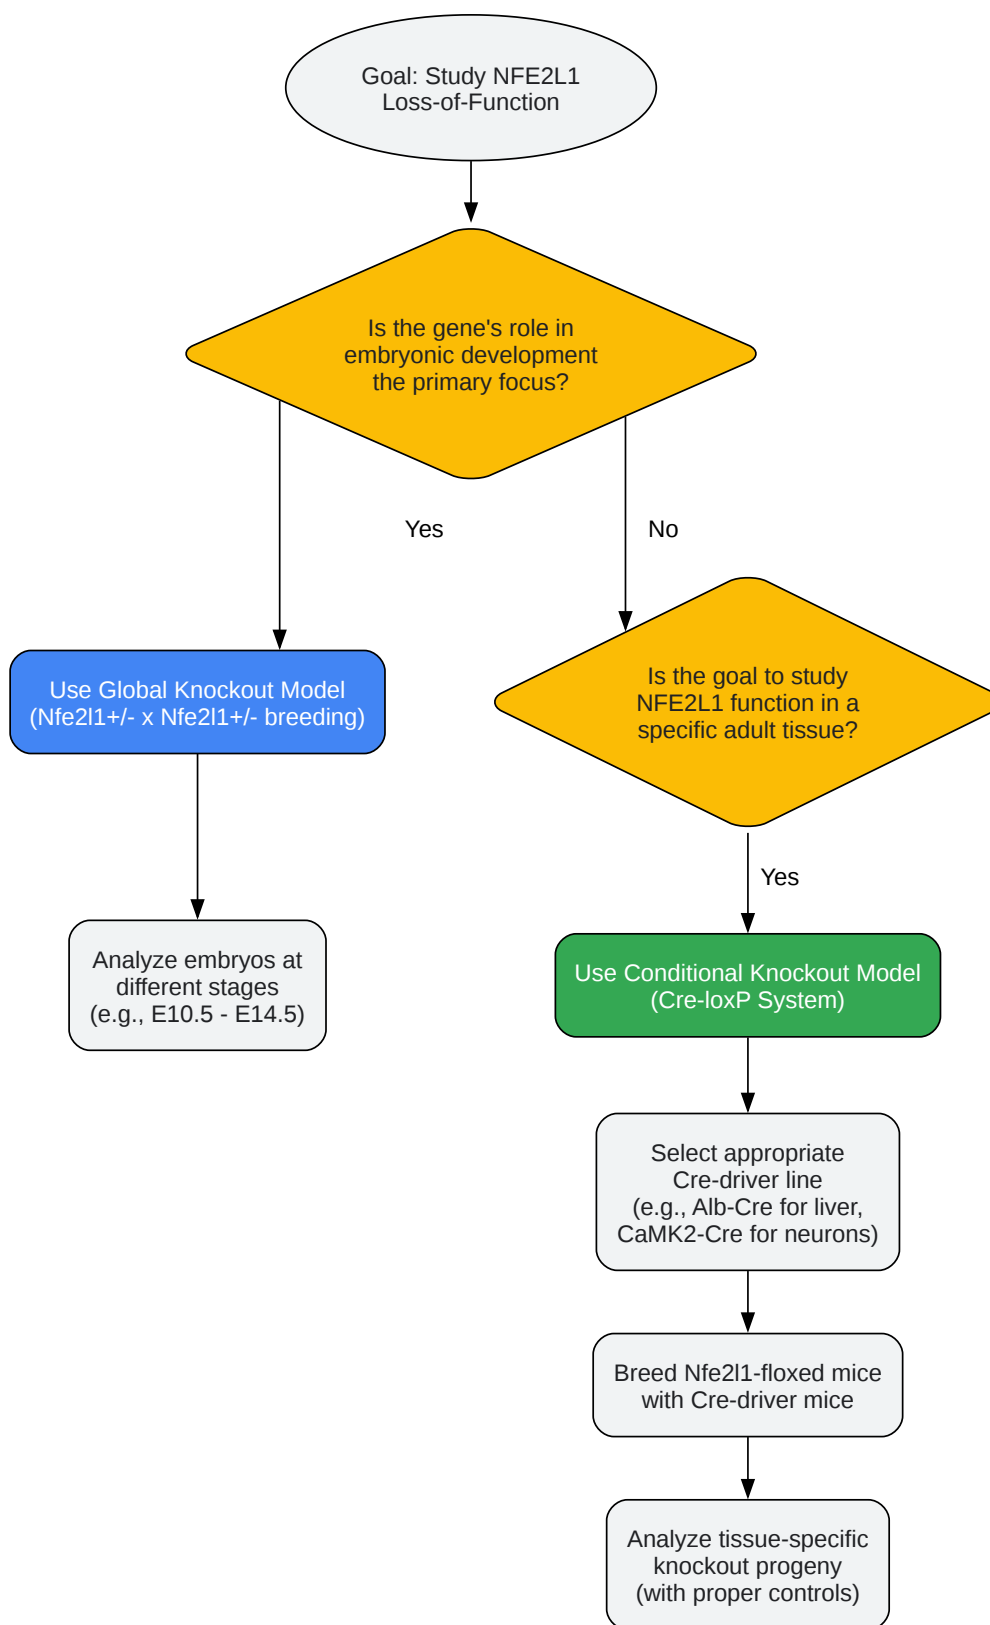 Goal: Study NFE2L1
Loss-of-Function
Is the gene's role in
embryonic development
the primary focus?
Yes
No
Use Global Knockout Model
(Nfe2l1+/- x Nfe2l1+/- breeding)
Is the goal to study
NFE2L1 function in a
specific adult tissue?
Yes
Analyze embryos at
different stages
(e.g., E10.5 - E14.5)
Use Conditional Knockout Model
(Cre-loxP System)
Select appropriate
Cre-driver line
(e.g., Alb-Cre for liver,
CaMK2-Cre for neurons)
Breed Nfe2l1-floxed mice
with Cre-driver mice
Analyze tissue-specific
knockout progeny
(with proper controls)